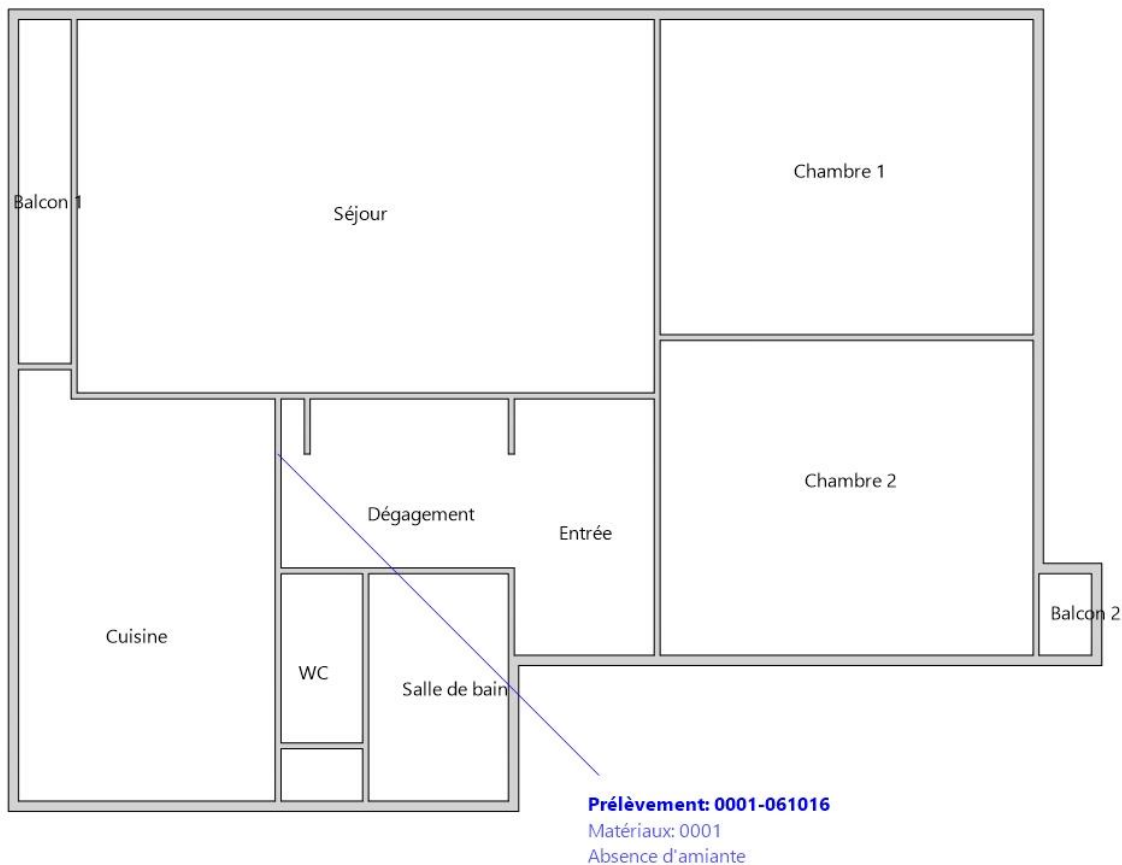 Chambre 1
Balcon 1
Séjour
Chambre 2
Dégagement
Entrée
Balcon 2
Cuisine
WC
Salle de bain
Prélèvement: 0001-061016
Matériaux: 0001
Absence d'amiante